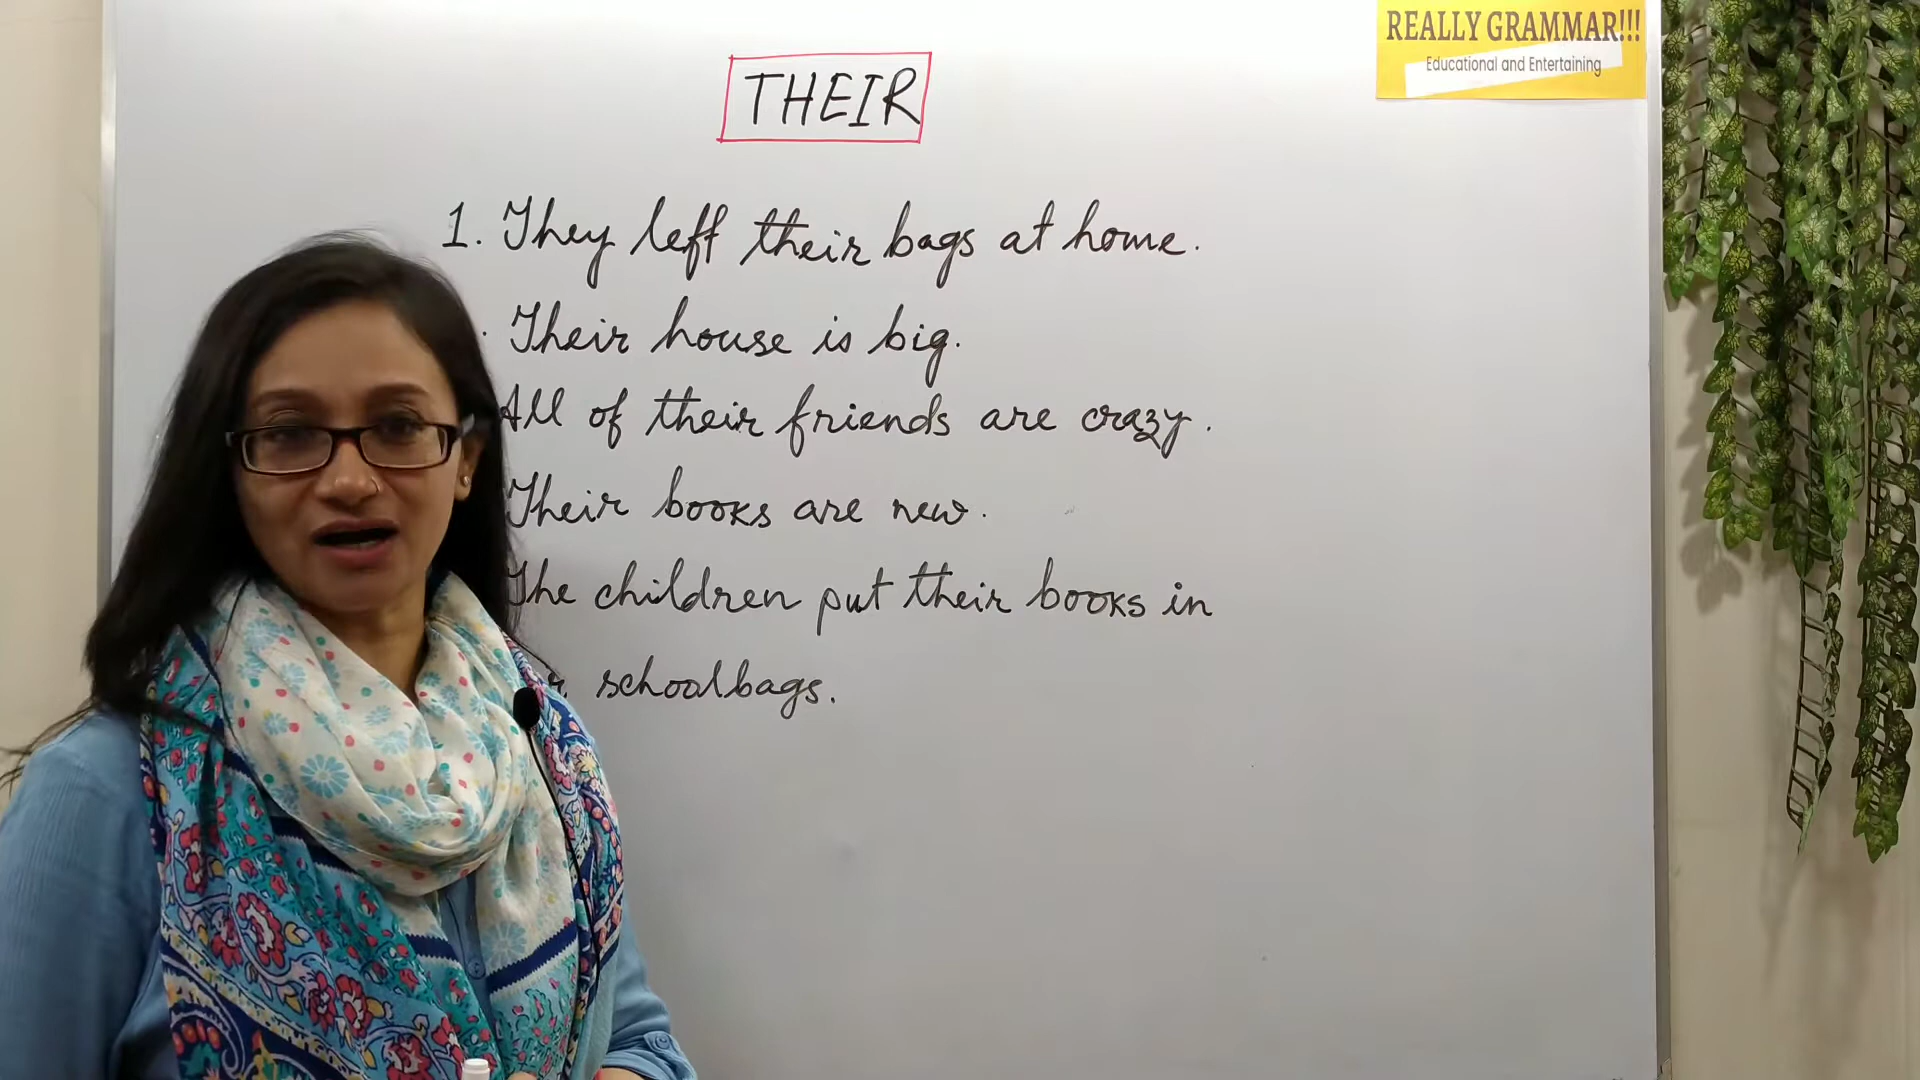 REALLY GRAMMAR!!!
Educational and Entertaining
THEIR
1. They left their bags at home.
. Their house is big.
All of their friends are crazy.
Their books are new.
The children put their books in
schoolbags.